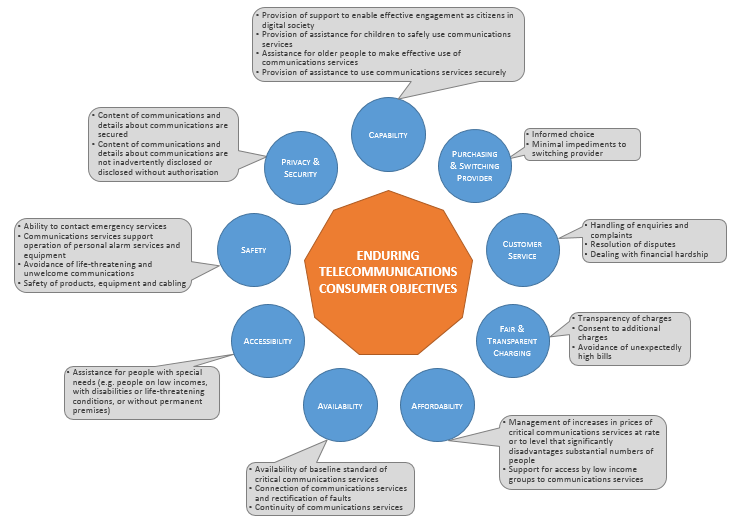 • Provision of support to enable effective engagement as citizens in
digital society
• Provision of assistance for children to safely use communications
services
• Assistance for older people to make effective use of
communications services
• Provision of assistance to use communications services securely
CAPABILITY
• Informed choice
• Minimal impediments to
switching provider
PURCHASING
& SWITCHING
PROVIDER
• Handling of enquiries and
complaints
• Resolution of disputes
• Dealing with financial hardship
CUSTOMER
SERVICE
• Transparency of charges
• Consent to additional
charges
• Avoidance of unexpectedly
high bills
FAIR &
TRANSPARENT
CHARGING
• Management of increases in prices of
critical communications services at rate
or to level that significantly
disadvantages substantial numbers of
people
• Support for access by low income
groups to communications services
AFFORDABILITY
• Availability of baseline standard of
critical communications services
• Connection of communications services
and rectification of faults
• Continuity of communications services
AVAILABILITY
• Assistance for people with special
needs (e.g. people on low incomes,
with disabilities or life-threatening
conditions, or without permanent
premises)
ACCESSIBILITY
• Ability to contact emergency services
• Communications services support
operation of personal alarm services and
equipment
• Avoidance of life-threatening and
unwelcome communications
• Safety of products, equipment and cabling
SAFETY
• Content of communications and
details about communications are
secured
• Content of communications and
details about communications are
not inadvertently disclosed or
disclosed without authorisation
PRIVACY &
SECURITY
ENDURING
TELECOMMUNICATIONS
CONSUMER OBJECTIVES